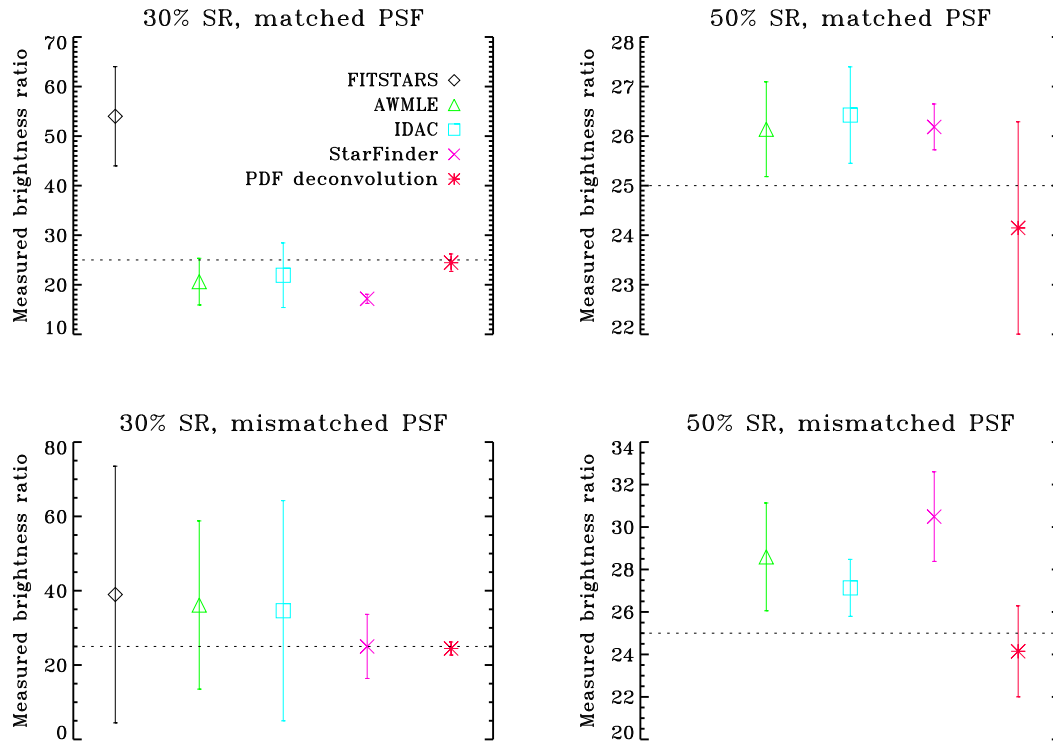 30% SR, matched PSF
Measured brightness ratio
70
60
50
40
30
20
10
FITSTARS
AWMLE
IDAC
StarFinder
PDF deconvolution
50% SR, matched PSF
Measured brightness ratio
28
27
26
25
24
23
22
30% SR, mismatched PSF
Measured brightness ratio
80
60
40
20
0
50% SR, mismatched PSF
Measured brightness ratio
34
32
30
28
26
24
22
20